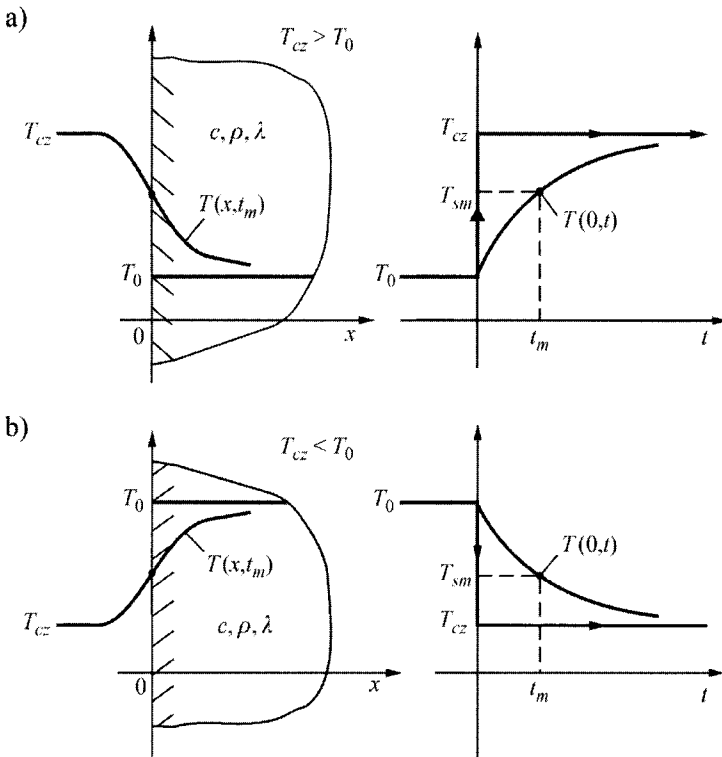 a)
T_cz > T_0
T_cz
c, ρ, λ
T(x,t_m)
T_0
0
x
T_cz
T_sm
T(0,t)
T_0
t_m
t
b)
T_cz < T_0
T_0
T(x,t_m)
T_cz
c, ρ, λ
0
x
T_0
T(0,t)
T_sm
T_cz
t_m
t